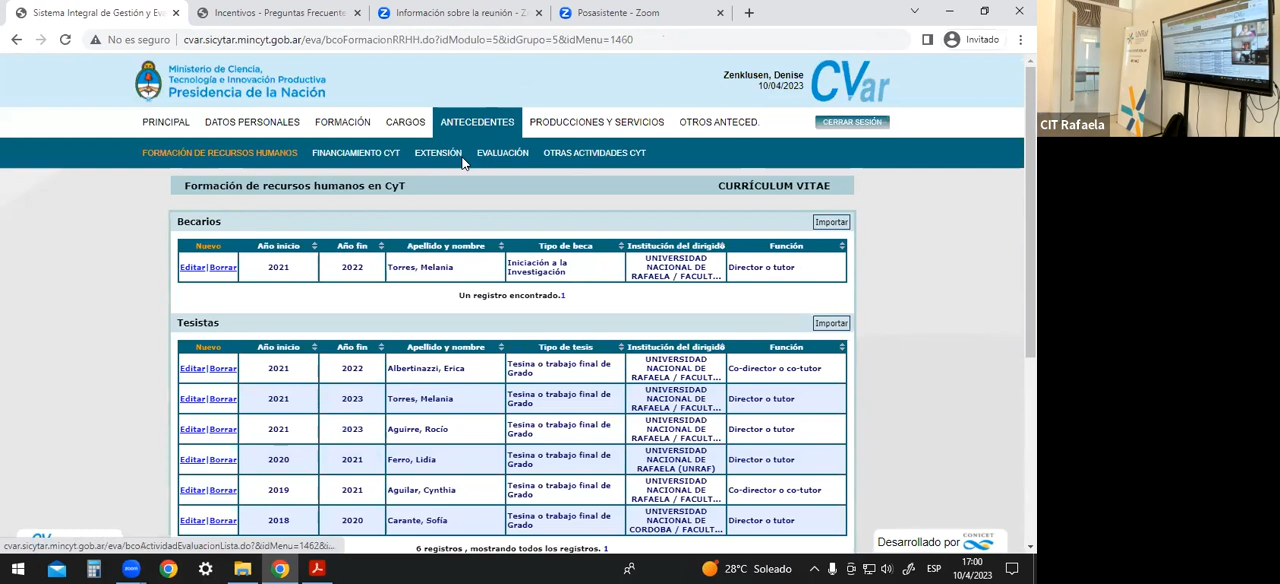 Sistema Integral de Gestión y Eva
Incentivos - Preguntas Frecuente
Información sobre la reunión - Z
Posasistente - Zoom
No es seguro
cvar.sicytar.mincyt.gob.ar/eva/bcoFormacionRRHH.do?idModulo=5&idGrupo=5&idMenu=1460
Invitado
Ministerio de Ciencia,
Tecnología e Innovación Productiva
Presidencia de la Nación
Zenklusen, Denise
10/04/2023
CVar
PRINCIPAL DATOS PERSONALES FORMACIÓN CARGOS ANTECEDENTES PRODUCCIONES Y SERVICIOS OTROS ANTECED.
CERRAR SESIÓN
FORMACIÓN DE RECURSOS HUMANOS FINANCIAMIENTO CYT EXTENSIÓN EVALUACIÓN OTRAS ACTIVIDADES CYT
Formación de recursos humanos en CyT CURRÍCULUM VITAE
Becarios Importar
Nuevo Año inicio Año fin Apellido y nombre Tipo de beca Institución del dirigido Función
Editar|Borrar 2021 2022 Torres, Melania Iniciación a la Investigación UNIVERSIDAD NACIONAL DE RAFAELA / FACULT... Director o tutor
Un registro encontrado.1
Tesistas Importar
Nuevo Año inicio Año fin Apellido y nombre Tipo de tesis Institución del dirigido Función
Editar|Borrar 2021 2022 Albertinazzi, Erica Tesina o trabajo final de Grado UNIVERSIDAD NACIONAL DE RAFAELA / FACULT... Co-director o co-tutor
Editar|Borrar 2021 2023 Torres, Melania Tesina o trabajo final de Grado UNIVERSIDAD NACIONAL DE RAFAELA / FACULT... Director o tutor
Editar|Borrar 2021 2023 Aguirre, Rocío Tesina o trabajo final de Grado UNIVERSIDAD NACIONAL DE RAFAELA / FACULT... Director o tutor
Editar|Borrar 2020 2021 Ferro, Lidia Tesina o trabajo final de Grado UNIVERSIDAD NACIONAL DE RAFAELA (UNRAF) Director o tutor
Editar|Borrar 2019 2021 Aguilar, Cynthia Tesina o trabajo final de Grado UNIVERSIDAD NACIONAL DE RAFAELA / FACULT... Co-director o co-tutor
Editar|Borrar 2018 2020 Carante, Sofía Tesina o trabajo final de Grado UNIVERSIDAD NACIONAL DE CORDOBA / FACULT... Director o tutor
6 registros , mostrando todos los registros. 1
Desarrollado por CONICET
cvar.sicytar.mincyt.gob.ar/eva/bcoActividadEvaluacionLista.do?&idMenu=1462&i...
zoom
28°C Soleado
ESP
17:00
10/4/2023
CIT Rafaela